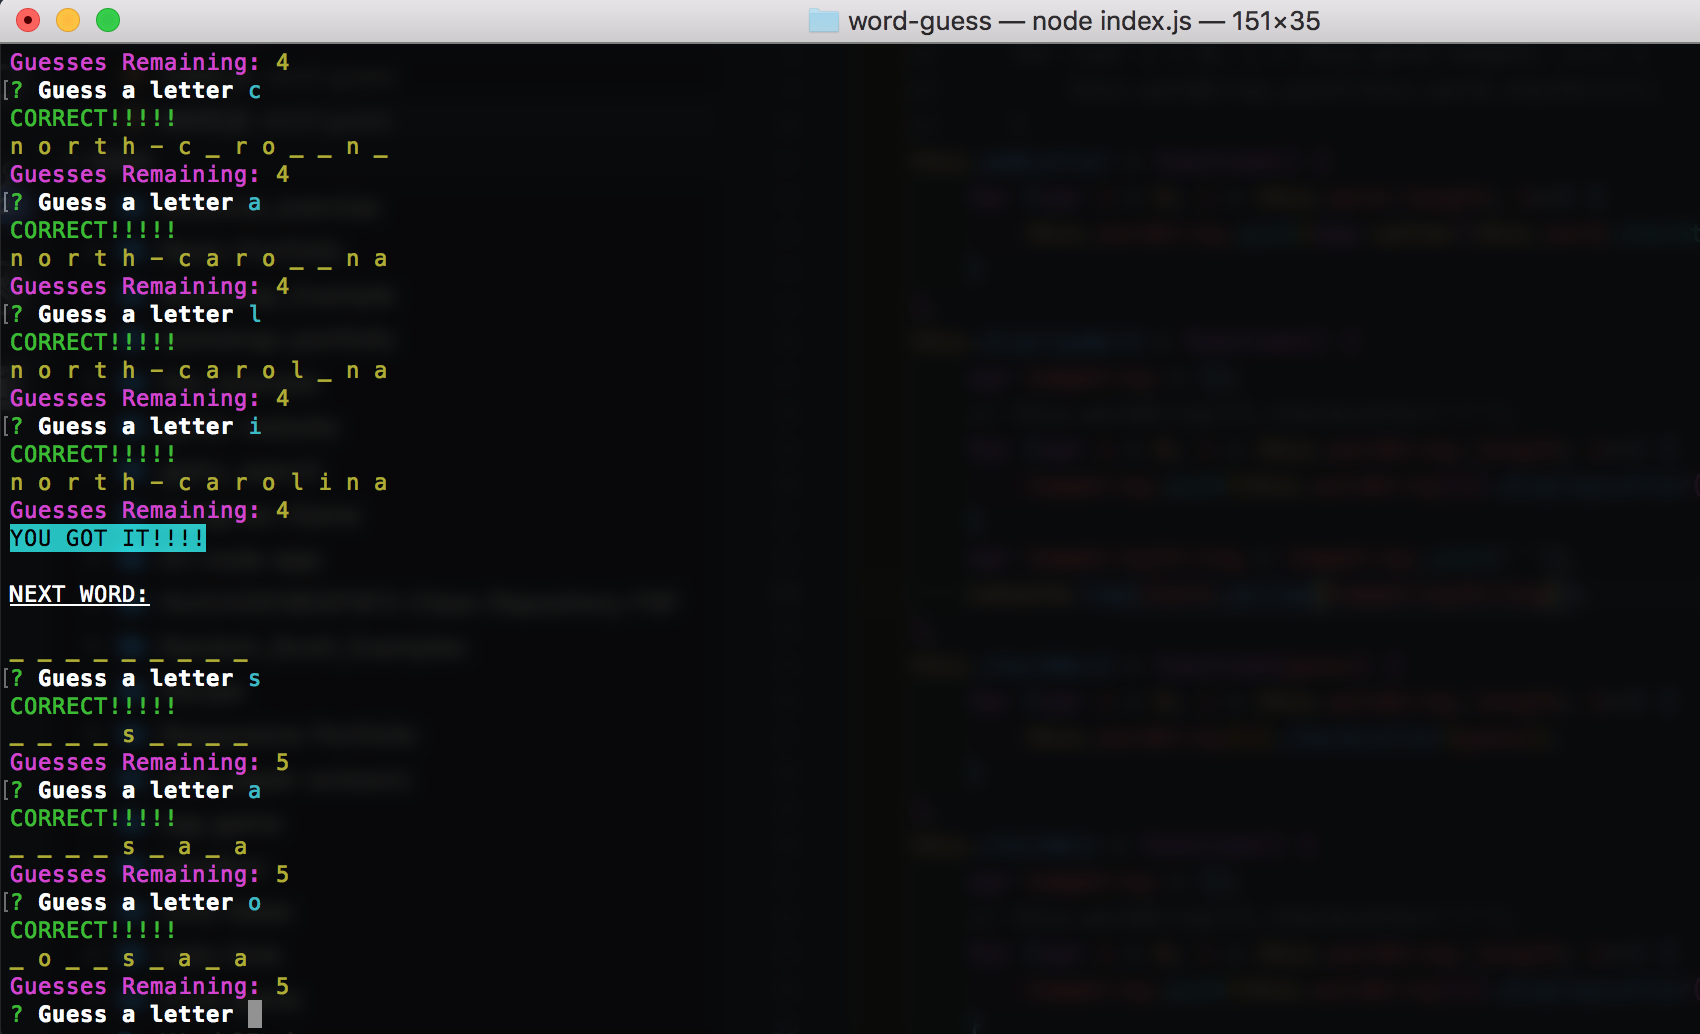 word-guess — node index.js — 151×35
Guesses Remaining: 4
[? Guess a letter c
CORRECT!!!!!
n o r t h - c _ r o _ _ n _
Guesses Remaining: 4
[? Guess a letter a
CORRECT!!!!!
n o r t h - c a r o _ _ n a
Guesses Remaining: 4
[? Guess a letter l
CORRECT!!!!!
n o r t h - c a r o l _ n a
Guesses Remaining: 4
[? Guess a letter i
CORRECT!!!!!
n o r t h - c a r o l i n a
Guesses Remaining: 4
YOU GOT IT!!!!
NEXT WORD:
_ _ _ _ _ _ _ _ _
[? Guess a letter s
CORRECT!!!!!
_ _ _ _ s _ _ _ _
Guesses Remaining: 5
[? Guess a letter a
CORRECT!!!!!
_ _ _ _ s _ a _ a
Guesses Remaining: 5
[? Guess a letter o
CORRECT!!!!!
_ o _ _ s _ a _ a
Guesses Remaining: 5
? Guess a letter